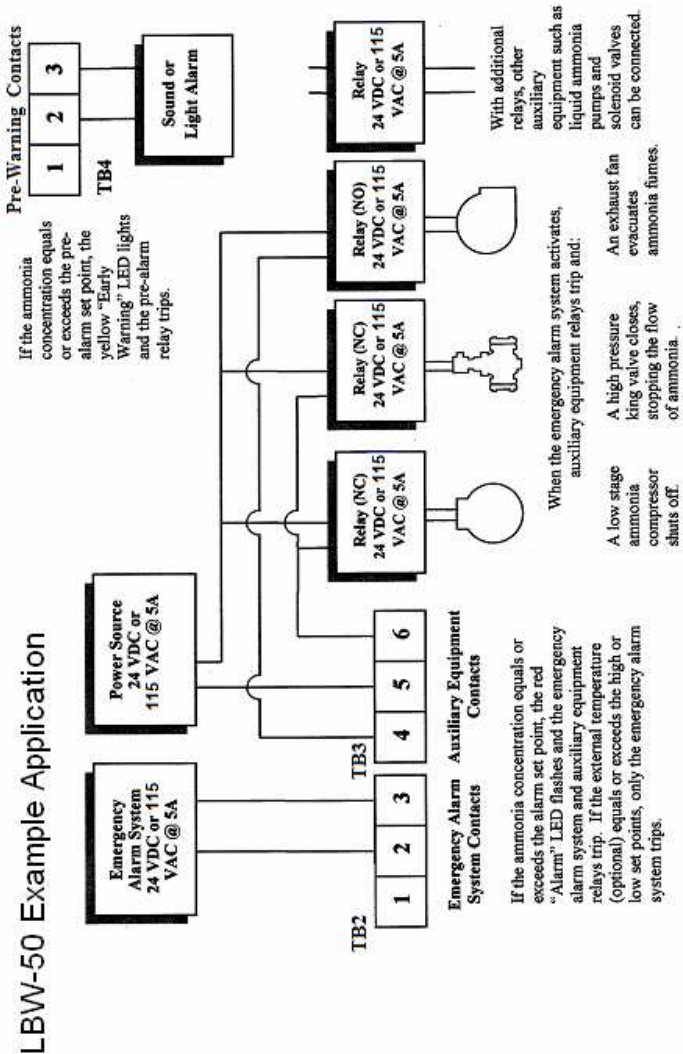 LBW-50 Example Application
Pre-Warning Contacts
1 2 3
TB4
Sound or
Light Alarm
If the ammonia
concentration equals
or exceeds the pre-
alarm set point, the
yellow “Early
Warning” LED lights
and the pre-alarm
relay trips.
Emergency
Alarm System
24 VDC or 115
VAC @ 5A
Power Source
24 VDC or
115 VAC @ 5A
TB2
1 2 3
Emergency Alarm
System Contacts
TB3
4 5 6
Auxiliary Equipment
Contacts
Relay (NC)
24 VDC or 115
VAC @ 5A
Relay (NC)
24 VDC or 115
VAC @ 5A
Relay (NO)
24 VDC or 115
VAC @ 5A
Relay
24 VDC or 115
VAC @ 5A
If the ammonia concentration equals or
exceeds the alarm set point, the red
“Alarm” LED flashes and the emergency
alarm system and auxiliary equipment
relays trip. If the external temperature
(optional) equals or exceeds the high or
low set points, only the emergency alarm
system trips.
When the emergency alarm system activates,
auxiliary equipment relays trip and:
A low stage
ammonia
compressor
shuts off.
A high pressure
king valve closes,
stopping the flow
of ammonia.
An exhaust fan
evacuates
ammonia fumes.
With additional
relays, other
auxiliary
equipment such as
liquid ammonia
pumps and
solenoid valves
can be connected.